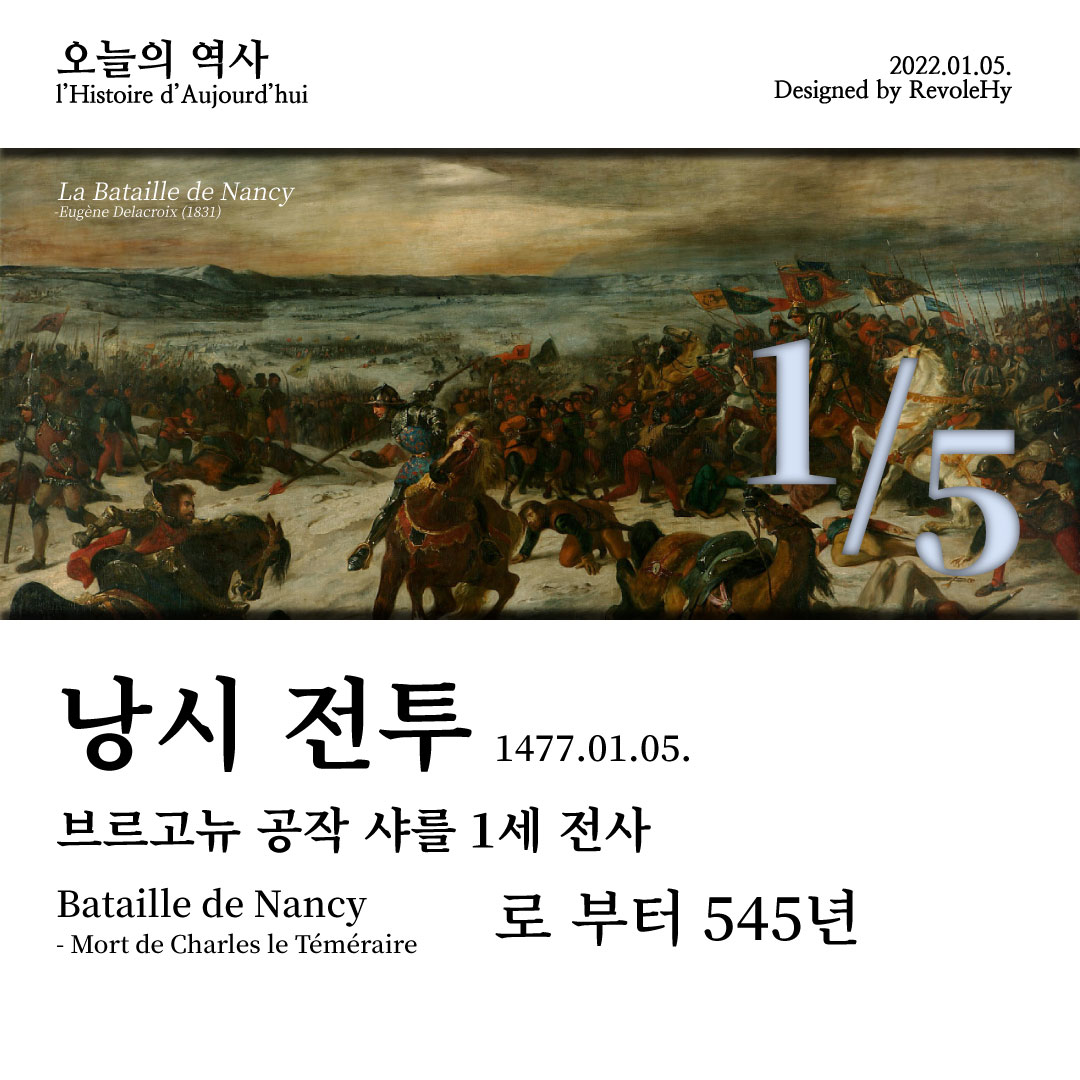 오늘의 역사
l’Histoire d’Aujourd’hui
2022.01.05.
Designed by RevoleHy
La Bataille de Nancy
-Eugène Delacroix (1831)
1/5
낭시 전투 1477.01.05.
브르고뉴 공작 샤를 1세 전사
Bataille de Nancy
- Mort de Charles le Téméraire
로 부터 545년